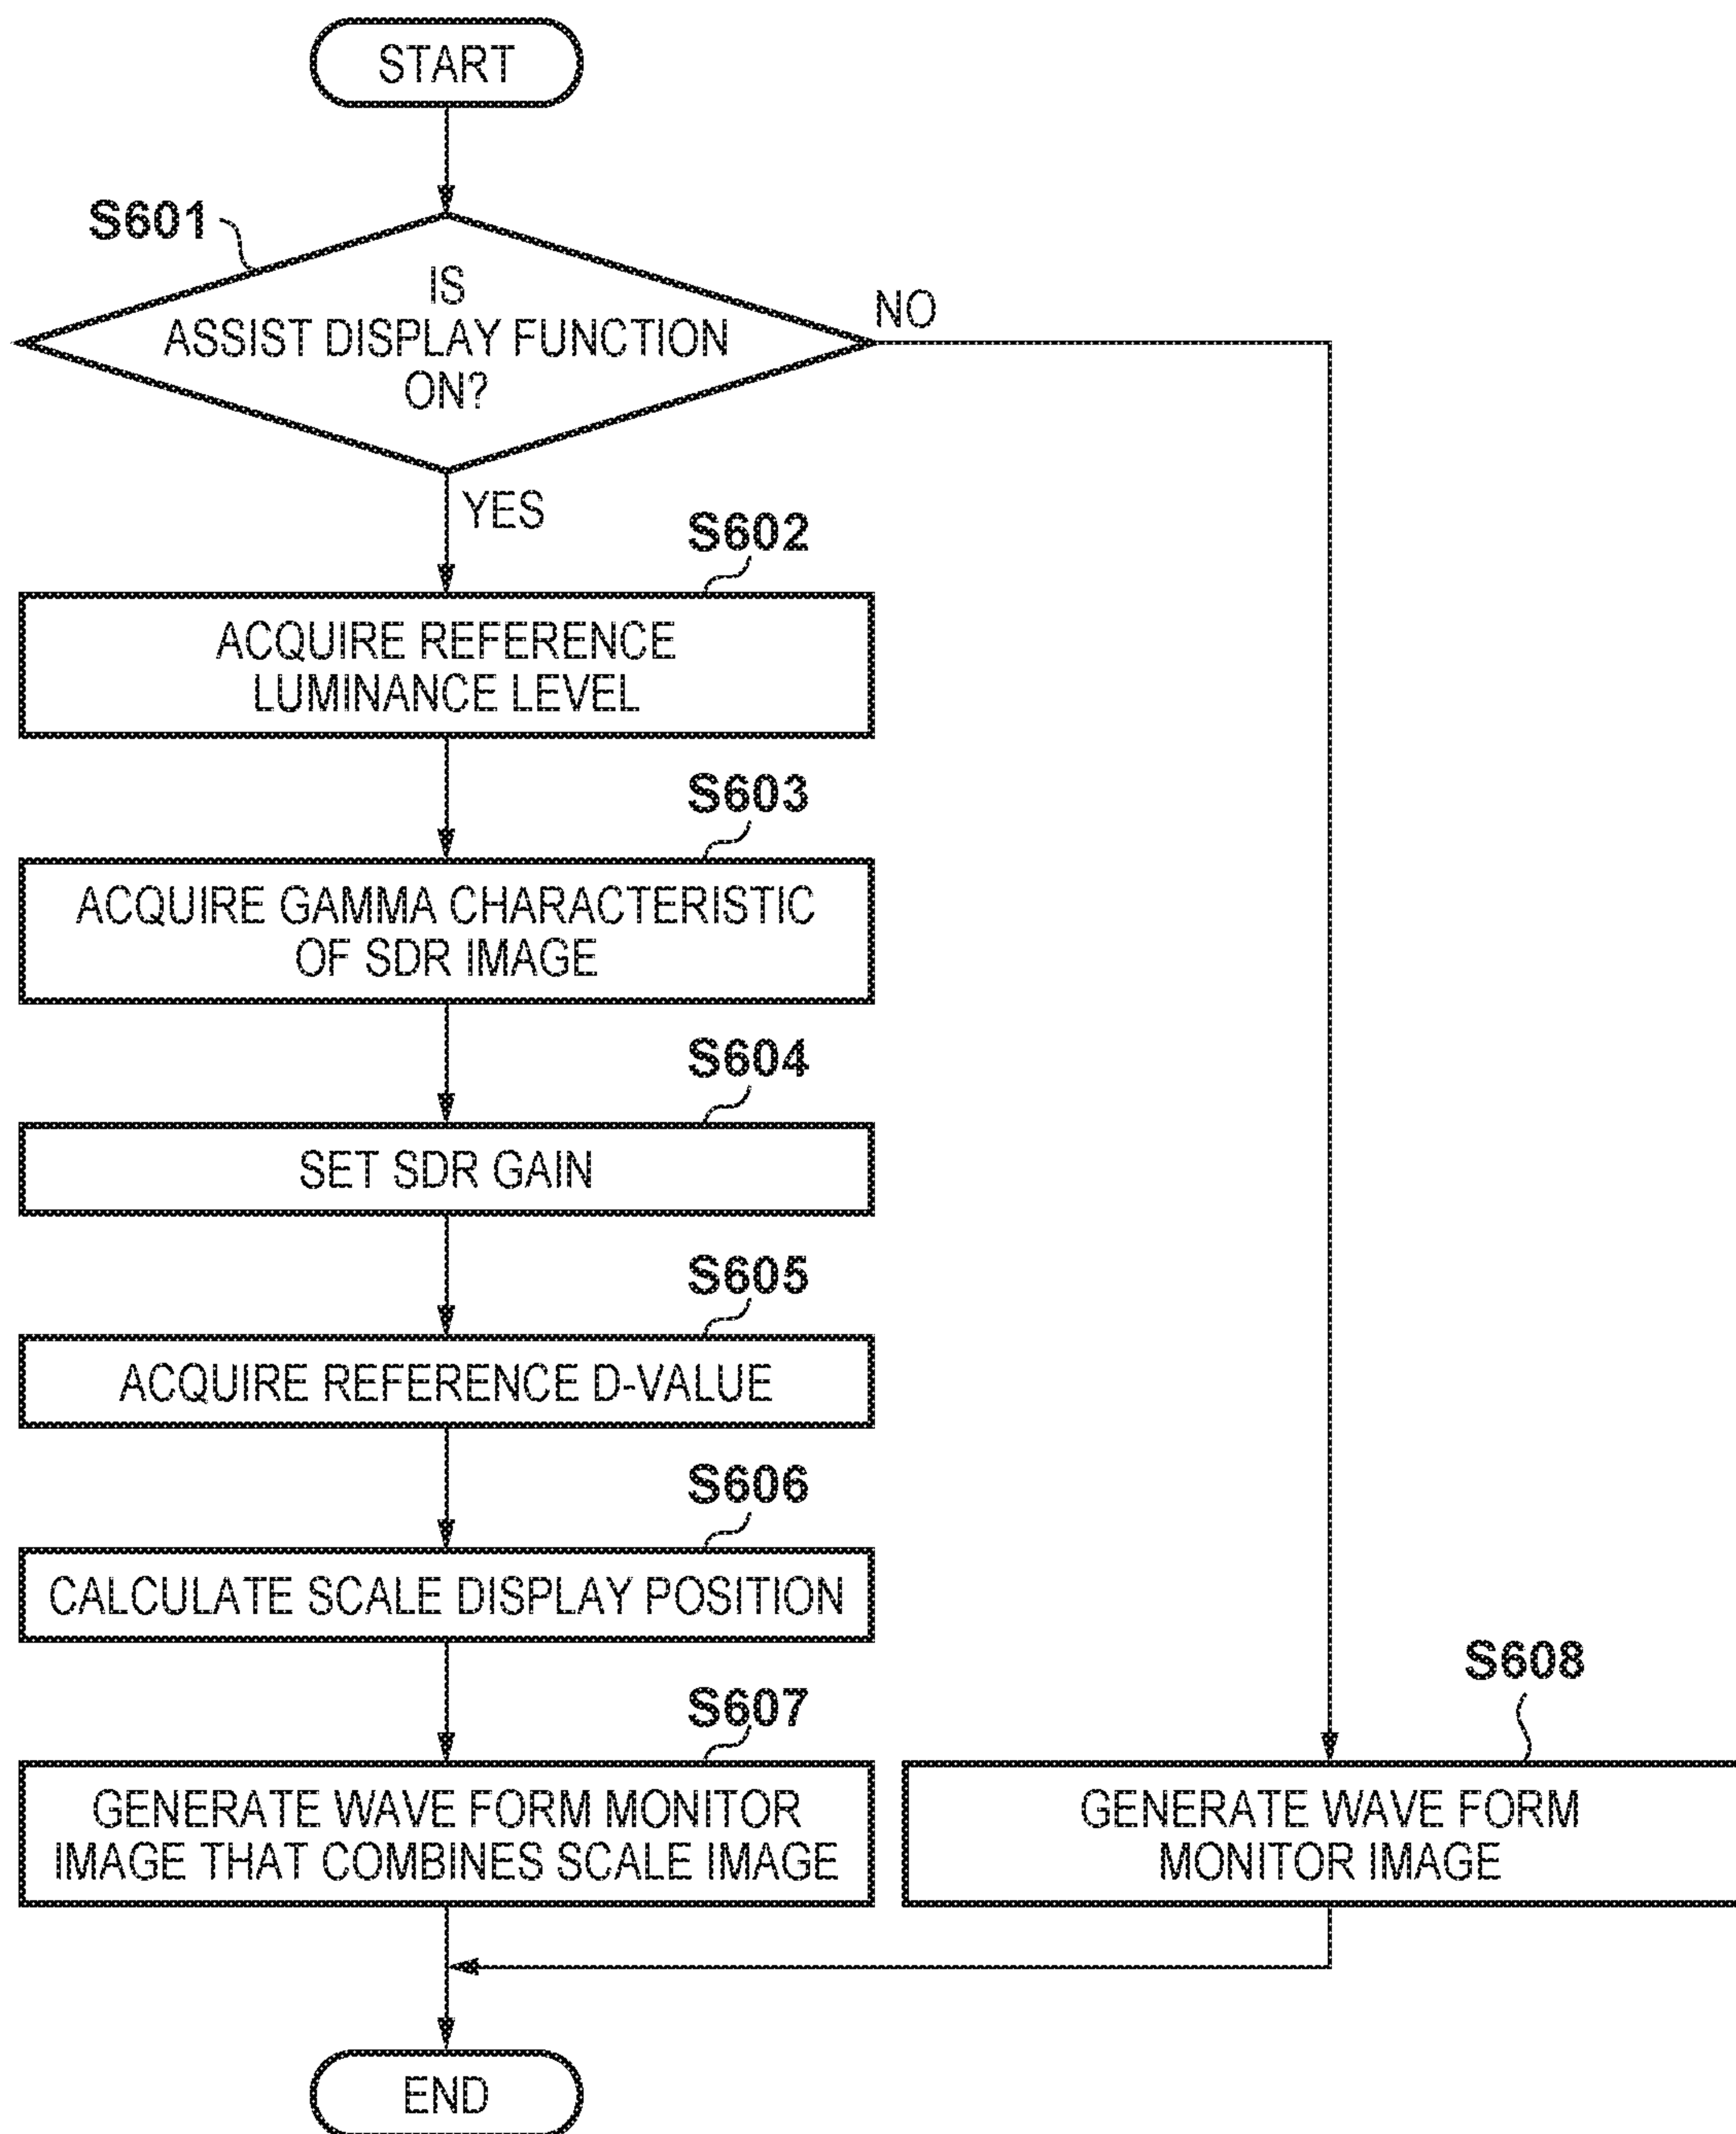 START
S601
IS
ASSIST DISPLAY FUNCTION
ON?
NO
YES
S602
ACQUIRE REFERENCE
LUMINANCE LEVEL
S603
ACQUIRE GAMMA CHARACTERISTIC
OF SDR IMAGE
S604
SET SDR GAIN
S605
ACQUIRE REFERENCE D-VALUE
S606
CALCULATE SCALE DISPLAY POSITION
S607
GENERATE WAVE FORM MONITOR
IMAGE THAT COMBINES SCALE IMAGE
S608
GENERATE WAVE FORM
MONITOR IMAGE
END